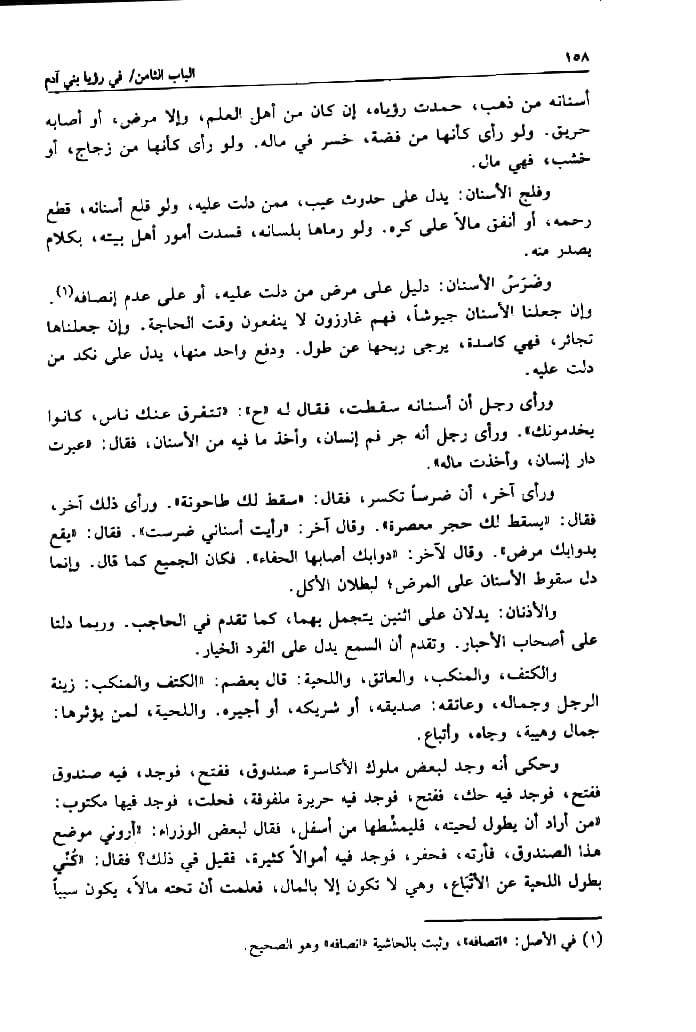 ١٥٨
الباب الثامن/ في رؤيا بني آدم
أسنانه من ذهب، حمدت رؤياه، إن كان من أهل العلم، وإلا مرض، أو أصابه
حريق. ولو رأى كأنها من فضة، خسر في ماله. ولو رأى كأنها من زجاج، أو
خشب، فهي مال.
وفلج الأسنان: يدل على حدوث عيب، ممن دلت عليه، ولو قلع أسنانه، قطع
رحمه، أو أنفق مالاً على كره. ولو رماها بلسانه، فسدت أمور أهل بيته، بكلام
يصدر منه.
وضَرَسُ الأسنان: دليل على مرض من دلت عليه، أو على عدم إنصافه(١).
وإن جعلنا الأسنان جيوشاً، فهم غارزون لا ينفعون وقت الحاجة. وإن جعلناها
تجائر، فهي كاسدة، يرجى ربحها عن طول. ودفع واحد منها، يدل على نكد من
دلت عليه.
ورأى رجل أن أسنانه سقطت، فقال له «ح»: «تتفرق عنك ناس، كانوا
يخدمونك». ورأى رجل أنه جر فم إنسان، وأخذ ما فيه من الأسنان، فقال: «عبرت
دار إنسان، وأخذت ماله».
ورأى آخر، أن ضرساً تكسر، فقال: «سقط لك طاحونة». ورأى ذلك آخر،
فقال: «يسقط لك حجر معصرة». وقال آخر: «رأيت أسناني ضرست». فقال: «يقع
بدوابك مرض». وقال لآخر: «دوابك أصابها الحفاء». فكان الجميع كما قال. وإنما
دل سقوط الأسنان على المرض؛ لبطلان الأكل.
والأذنان: يدلان على اثنين يتجمل بهما، كما تقدم في الحاجب. وربما دلتا
على أصحاب الأخبار. وتقدم أن السمع يدل على الفرد الخيار.
والكتف، والمنكب، والعاتق، واللحية: قال بعضم: «الكتف والمنكب: زينة
الرجل وجماله، وعاتقه: صديقه، أو شريكه، أو أجيره. واللحية، لمن يؤثرها:
جمال وهيبة، وجاه، وأتباع.
وحكى أنه وجد لبعض ملوك الأكاسرة صندوق، ففتح، فوجد، فيه صندوق
ففتح، فوجد فيه حك، ففتح، فوجد فيه حريرة ملفوفة، فحلت، فوجد فيها مكتوب:
«من أراد أن يطول لحيته، فليمشُطها من أسفل، فقال لبعض الوزراء: «أروني موضع
هذا الصندوق، فأرته، فحفر، فوجد فيه أموالاً كثيرة، فقيل في ذلك؟ فقال: «كُنِّي
بطول اللحية عن الأتْبَاع، وهي لا تكون إلا بالمال، فعلمت أن تحته مالاً، يكون سبباً
(١) في الأصل: «اتصافه»، وثبت بالحاشية «انصافه» وهو الصحيح.